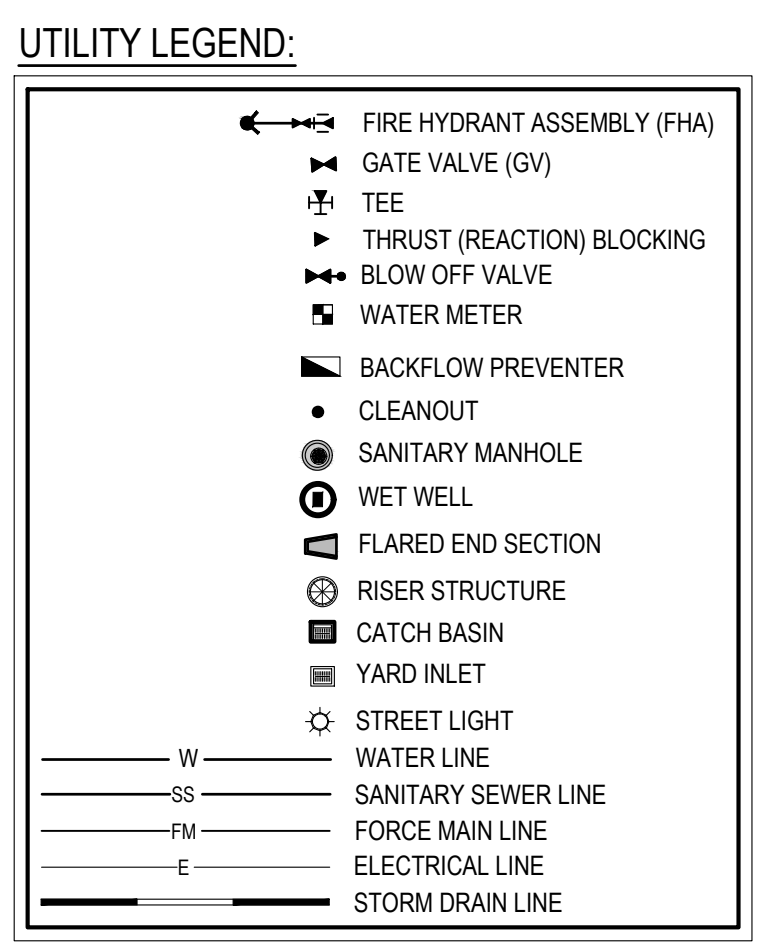 UTILITY LEGEND:
FIRE HYDRANT ASSEMBLY (FHA)
GATE VALVE (GV)
TEE
THRUST (REACTION) BLOCKING
BLOW OFF VALVE
WATER METER
BACKFLOW PREVENTER
CLEANOUT
SANITARY MANHOLE
WET WELL
FLARED END SECTION
RISER STRUCTURE
CATCH BASIN
YARD INLET
STREET LIGHT
W WATER LINE
SS SANITARY SEWER LINE
FM FORCE MAIN LINE
E ELECTRICAL LINE
STORM DRAIN LINE